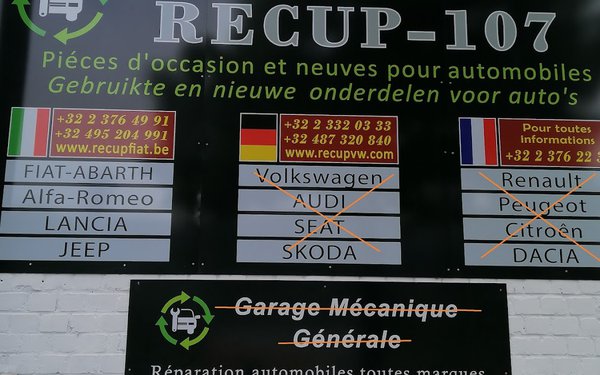 RECUP-107
Piéces d'occasion et neuves pour automobiles
Gebruikte en nieuwe onderdelen voor auto's
+32 2 376 49 91
+32 495 204 991
www.recupfiat.be
FIAT-ABARTH
Alfa-Romeo
LANCIA
JEEP
+32 2 332 03 33
+32 487 320 840
www.recupvw.com
Volkswagen
AUDI
SEAT
SKODA
Pour toutes
informations
+32 2 376 22 3
Renault
Peugeot
Citroên
DACIA
Garage Mécanique
Générale
Réparation automobiles toutes marques